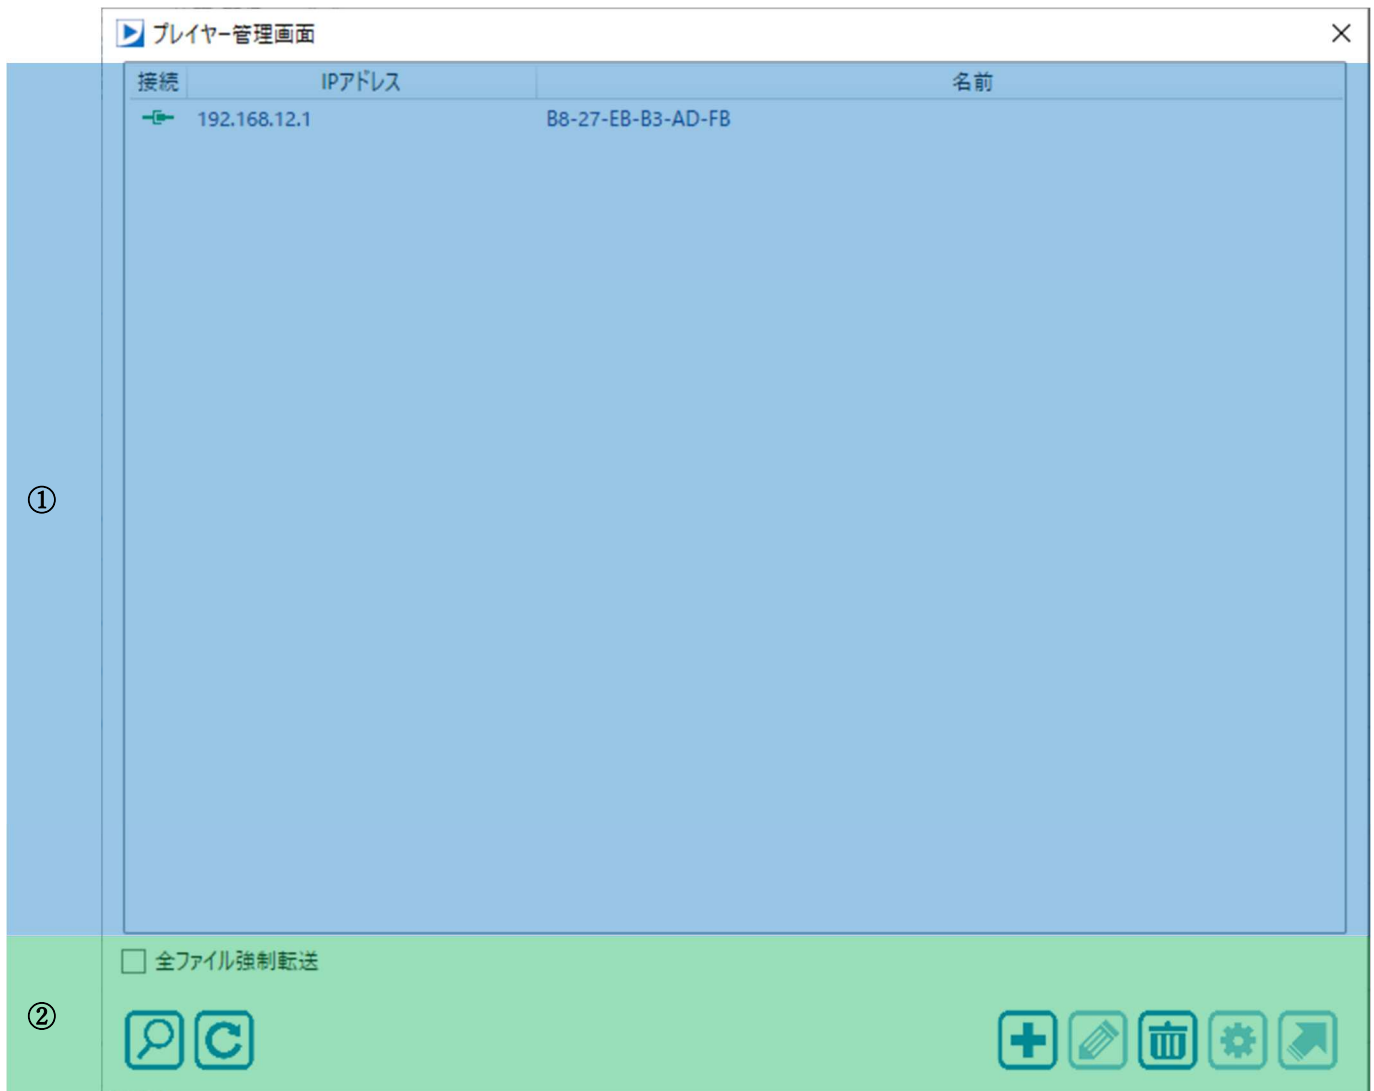 プレイヤー管理画面
接続 IPアドレス 名前
192.168.12.1 B8-27-EB-B3-AD-FB
①
全ファイル強制転送
②